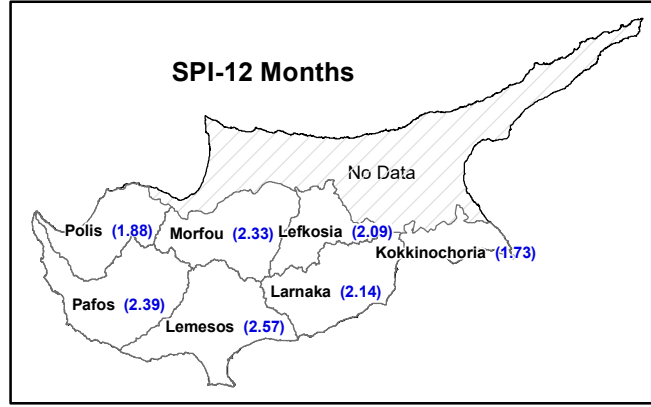 SPI-12 Months
No Data
Polis (1.88)
Morfou (2.33)
Lefkosia (2.09)
Kokkinochoria (1.73)
Pafos (2.39)
Larnaka (2.14)
Lemesos (2.57)